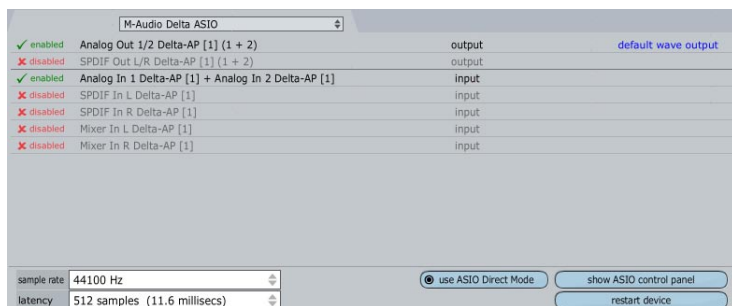 M-Audio Delta ASIO
enabled Analog Out 1/2 Delta-AP [1] (1 + 2) output default wave output
disabled SPDIF Out L/R Delta-AP [1] (1 + 2) output
enabled Analog In 1 Delta-AP [1] + Analog In 2 Delta-AP [1] input
disabled SPDIF In L Delta-AP [1] input
disabled SPDIF In R Delta-AP [1] input
disabled Mixer In L Delta-AP [1] input
disabled Mixer In R Delta-AP [1] input
sample rate 44100 Hz use ASIO Direct Mode show ASIO control panel
latency 512 samples (11.6 millisecs) restart device